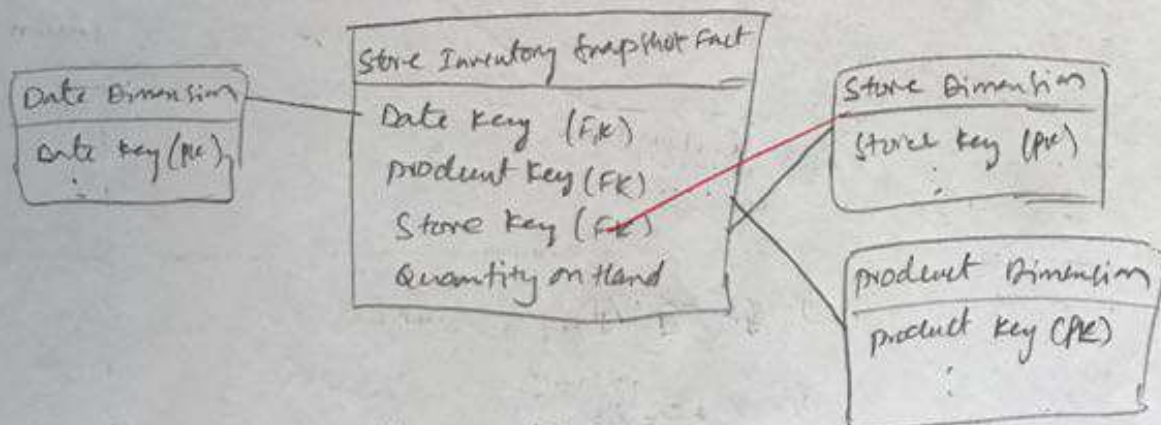 Date Dimension
Date Key (PK)
Store Inventory Snapshot Fact
Date Key (FK)
Product Key (FK)
Store Key (FK)
Quantity on Hand
Store Dimension
Store Key (PK)
Product Dimension
Product Key (PK)